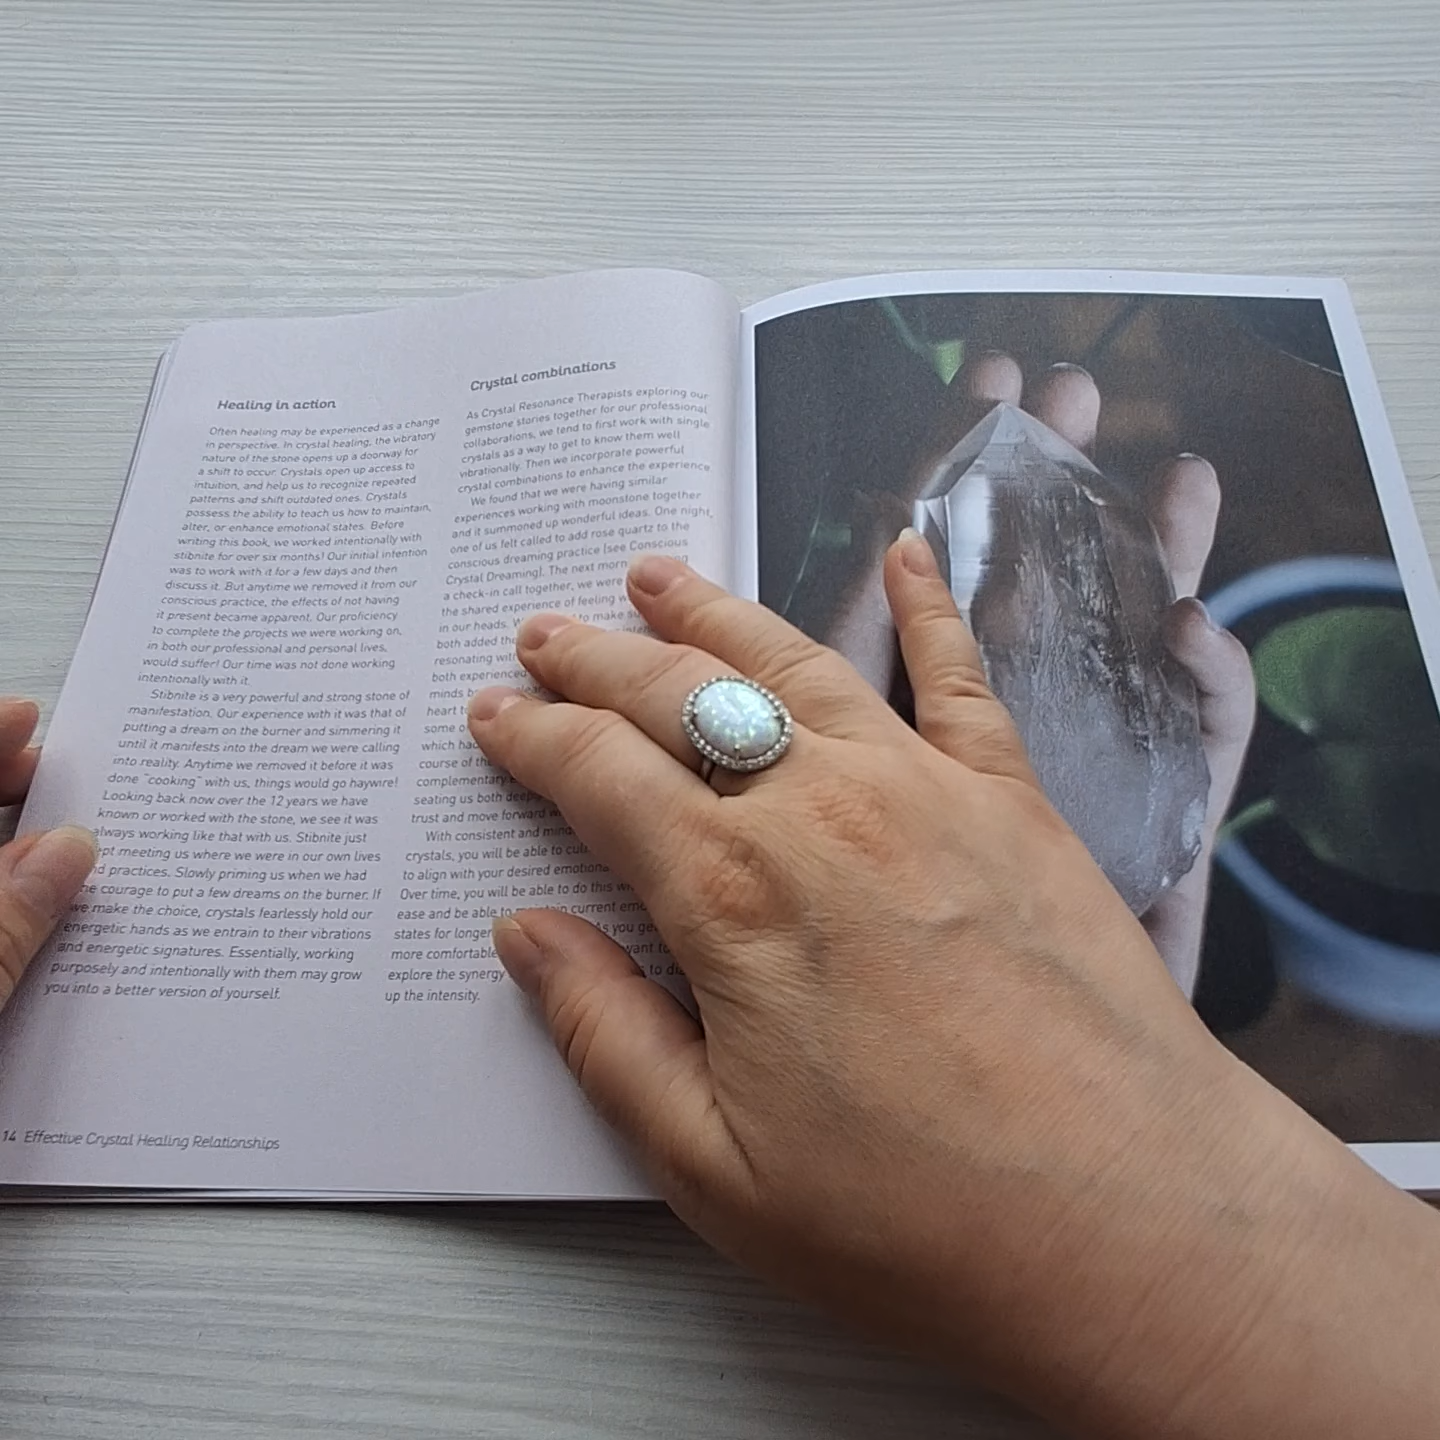 Healing in action
Often healing may be experienced as a change
in perspective. In crystal healing, the vibratory
nature of the stone opens up a doorway for
a shift to occur. Crystals open up access to
intuition, and help us to recognize repeated
patterns and shift outdated ones. Crystals
possess the ability to teach us how to maintain,
alter, or enhance emotional states. Before
writing this book, we worked intentionally with
stibnite for over six months! Our initial intention
was to work with it for a few days and then
discuss it. But anytime we removed it from our
conscious practice, the effects of not having
it present became apparent. Our proficiency
to complete the projects we were working on,
in both our professional and personal lives,
would suffer! Our time was not done working
intentionally with it.
Stibnite is a very powerful and strong stone of
manifestation. Our experience with it was that of
putting a dream on the burner and simmering it
until it manifests into the dream we were calling
into reality. Anytime we removed it before it was
done "cooking" with us, things would go haywire!
Looking back now over the 12 years we have
known or worked with the stone, we see it was
always working like that with us. Stibnite just
meeting us where we were in our own lives
practices. Slowly priming us when we had
courage to put a few dreams on the burner. If
we make the choice, crystals fearlessly hold our
energetic hands as we entrain to their vibrations
and energetic signatures. Essentially, working
purposely and intentionally with them may grow
you into a better version of yourself.
Crystal combinations
As Crystal Resonance Therapists exploring our
gemstone stories together for our professional
collaborations, we tend to first work with single
crystals as a way to get to know them well
vibrationally. Then we incorporate powerful
crystal combinations to enhance the experience.
We found that we were having similar
experiences working with moonstone together
and it summoned up wonderful ideas. One night,
one of us felt called to add rose quartz to the
conscious dreaming practice (see Conscious
Crystal Dreaming). The next morn
a check-in call together, we were
the shared experience of feeling
in our heads. to make
both added
resonating with
both experienced
minds
heart
some
which had
course of
complementary
seating us both
trust and move forward
With consistent and
crystals, you will be able to
to align with your desired
Over time, you will be able to do this
ease and be able to current
states for longer As you
more comfortable want to
explore the synergy to
up the intensity.
14 Effective Crystal Healing Relationships